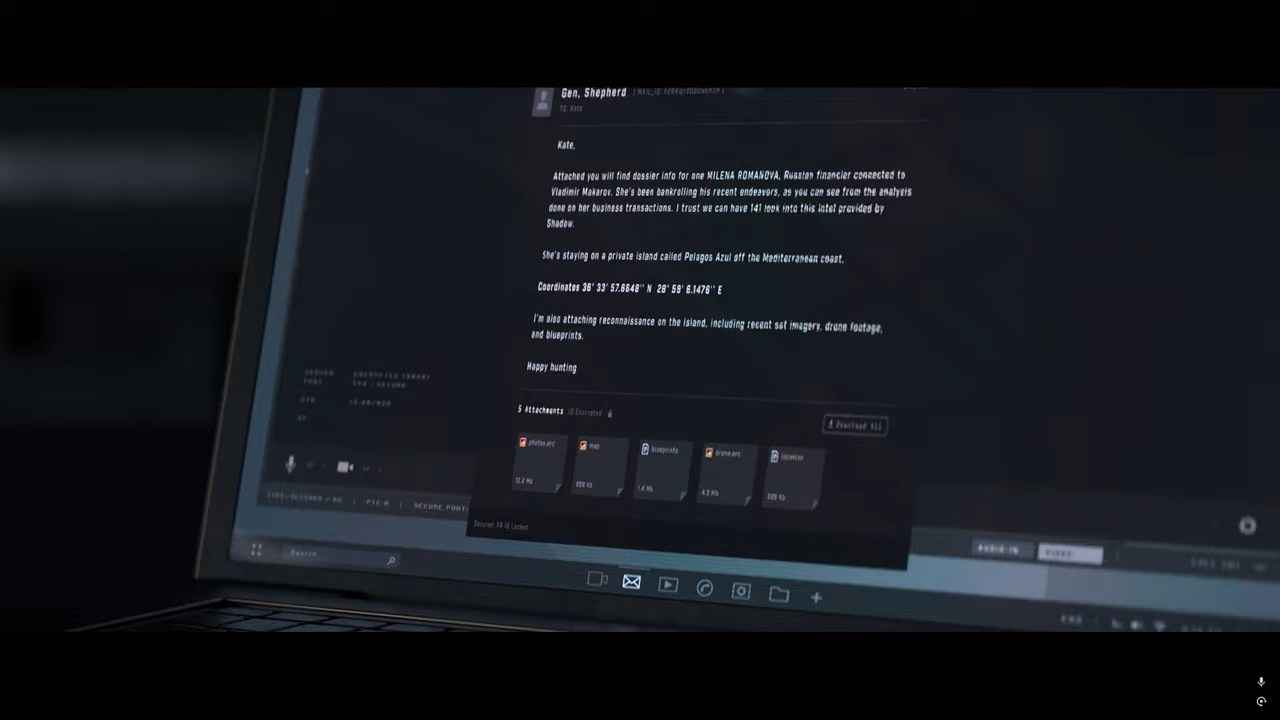 Gen. Shepherd
TO: Kate
Kate,
Attached you will find dossier info for one MILENA ROMANOVA, Russian financier connected to
Vladimir Makarov. She's been bankrolling his recent endeavors, as you can see from the analysis
done on her business transactions. I trust we can have 141 look into this intel provided by
Shadow.
She's staying on a private island called Pelagos Azul off the Mediterranean coast.
Coordinates 36° 33' 57.6648'' N 28° 59' 6.1476'' E
I'm also attaching reconnaissance on the island, including recent sat imagery, drone footage,
and blueprints.
Happy hunting
5 Attachments
Download All
photos.arc
map
blueprints
drone.arc
location
12.2 Mb
1.4 Mb
4.5 Mb
Search
AUDIO-IN
VIDEO
ENG